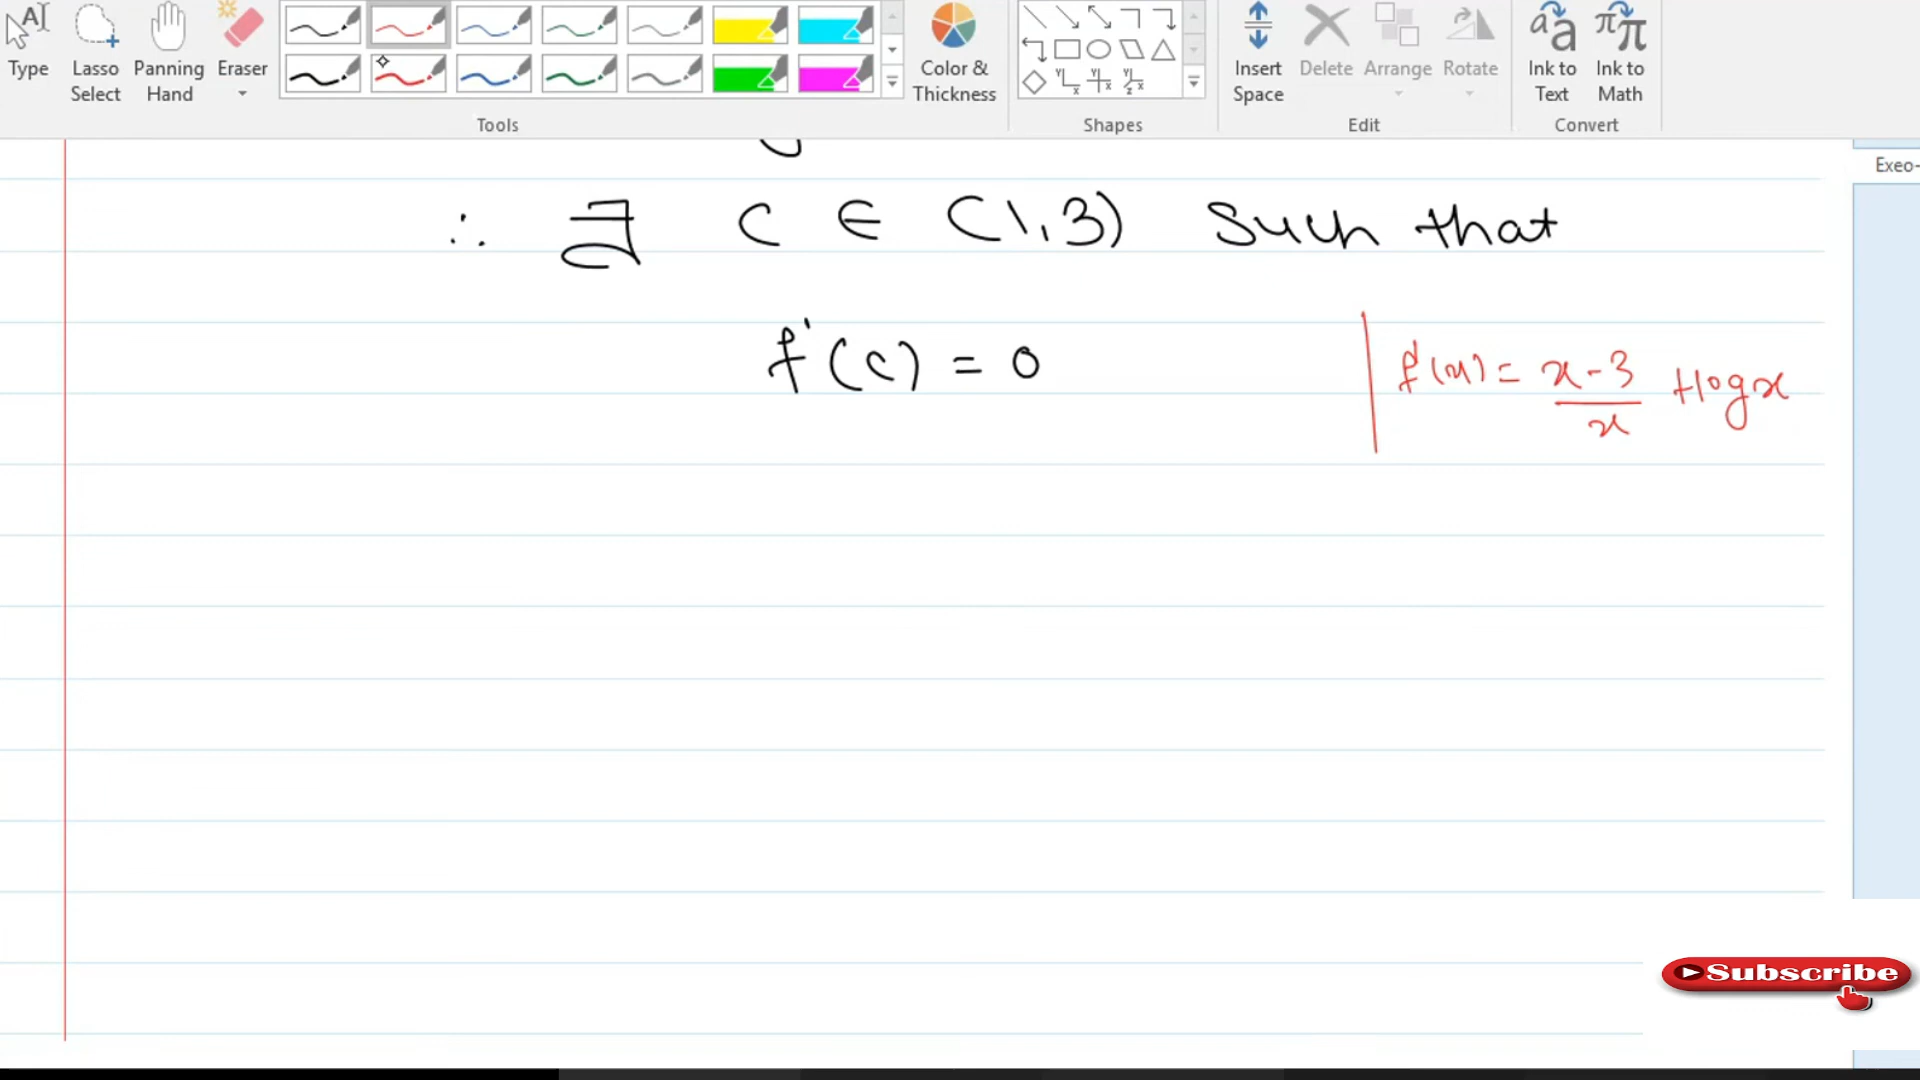 Type
Lasso Select
Panning Hand
Eraser
Color & Thickness
Insert Space
Delete
Arrange
Rotate
Ink to Text
Ink to Math
Tools
Shapes
Edit
Convert
Exeo-
∴ ∃ C ∈ (1,3) Such that
f'(c) = 0
f'(x) = x-3/x + log x
Subscribe